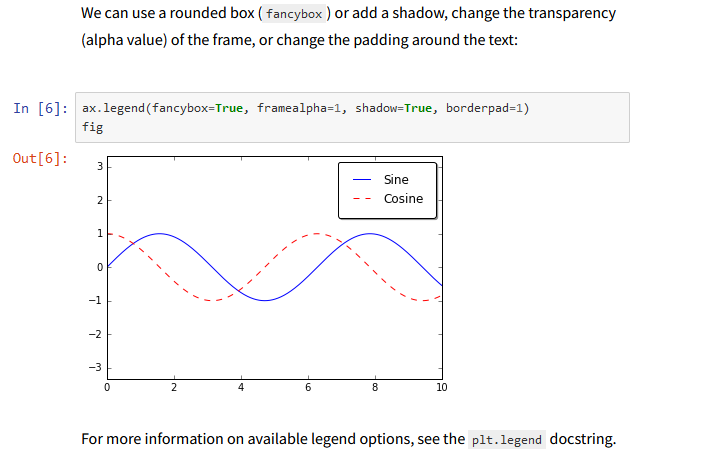 We can use a rounded box ( fancybox ) or add a shadow, change the transparency
(alpha value) of the frame, or change the padding around the text:
In [6]: ax.legend(fancybox=True, framealpha=1, shadow=True, borderpad=1)
fig
Out[6]:
3
2
1
0
−1
−2
−3
Sine
Cosine
0 2 4 6 8 10
For more information on available legend options, see the plt.legend docstring.